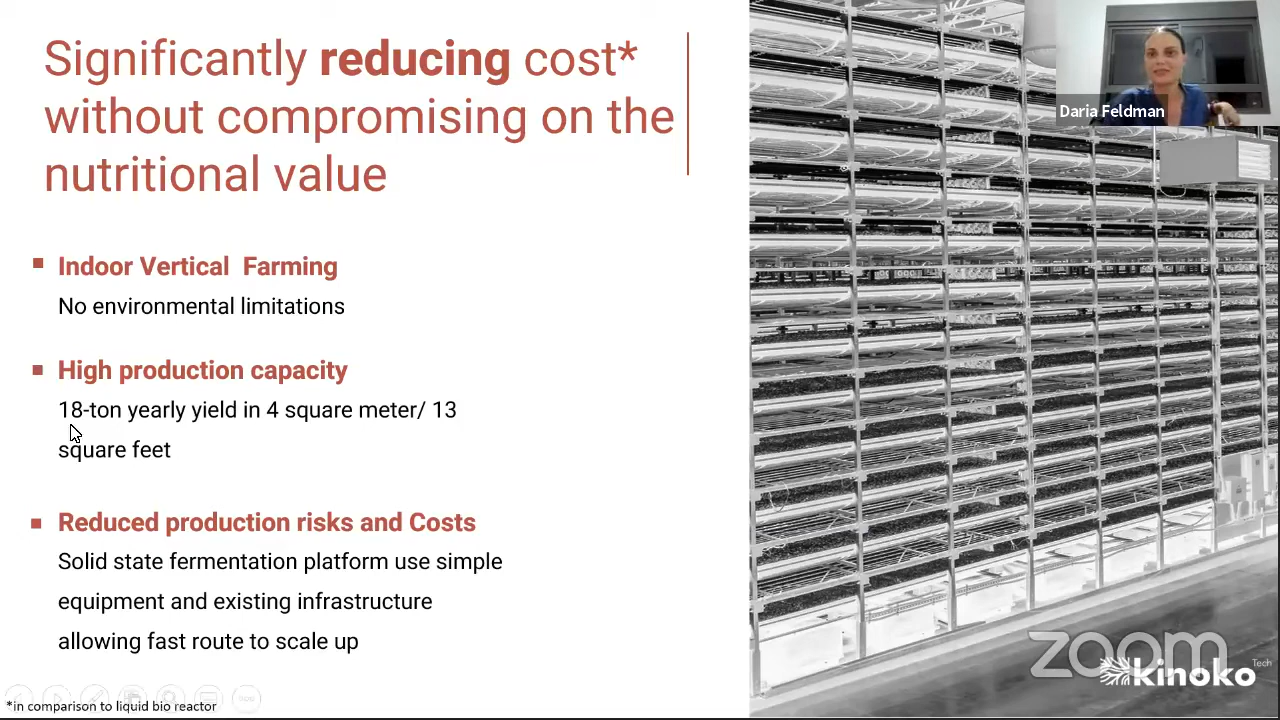 Significantly reducing cost*
without compromising on the
nutritional value
Indoor Vertical Farming
No environmental limitations
High production capacity
18-ton yearly yield in 4 square meter/ 13
square feet
Reduced production risks and Costs
Solid state fermentation platform use simple
equipment and existing infrastructure
allowing fast route to scale up
*in comparison to liquid bio reactor
Daria Feldman
zoom
kinoko Tech